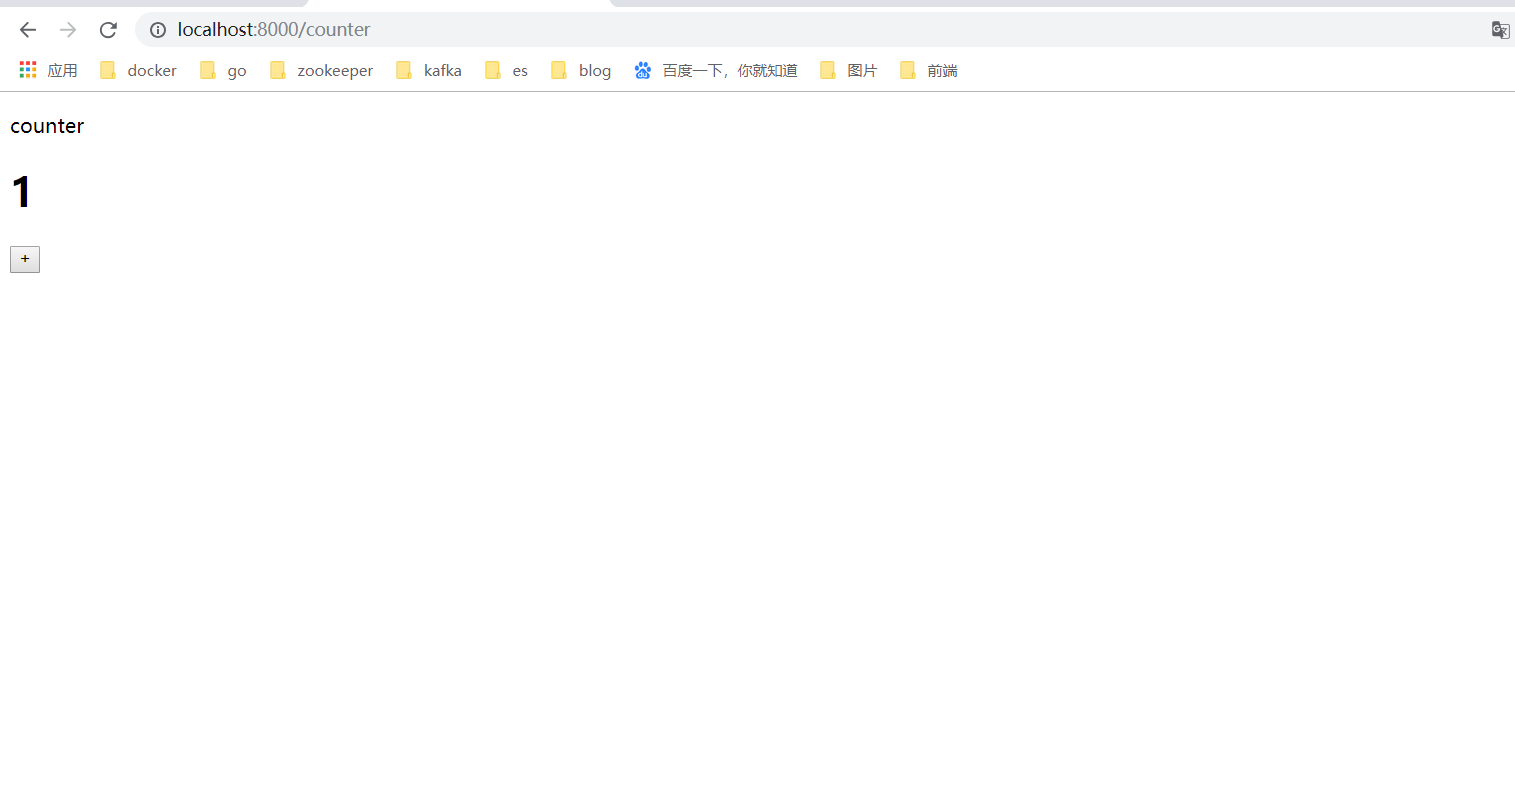 localhost:8000/counter
应用 docker go zookeeper kafka es blog 百度一下，你就知道 图片 前端
counter
1
+